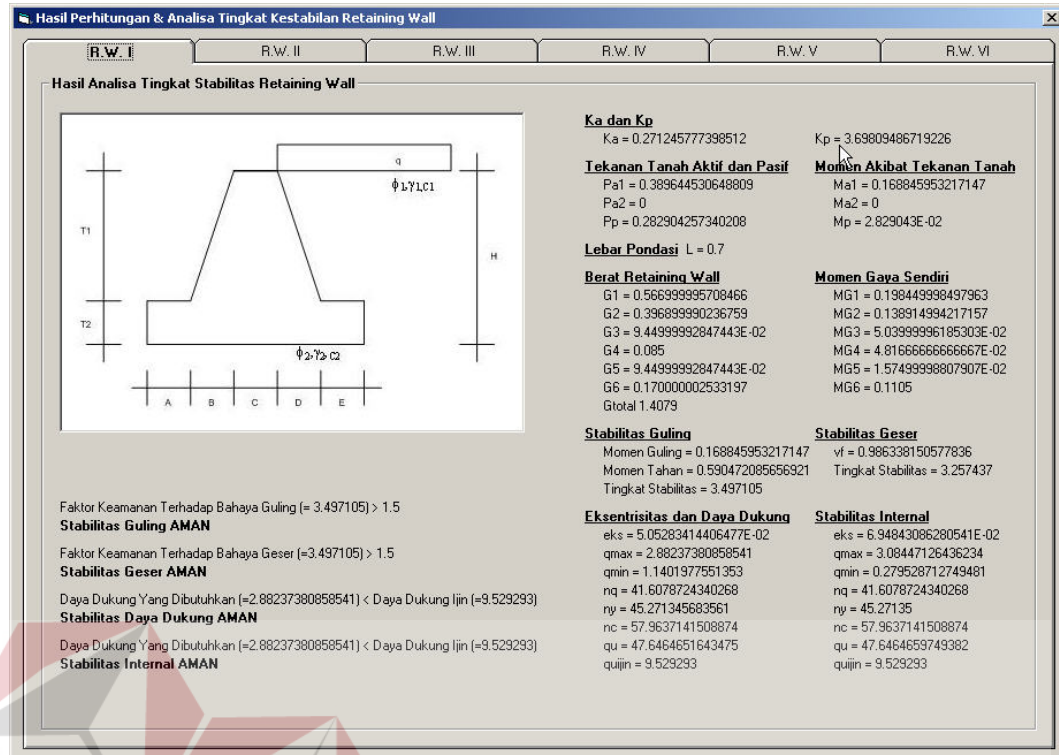 Hasil Perhitungan & Analisa Tingkat Kestabilan Retaining Wall
R.W. I R.W. II R.W. III R.W. IV R.W. V R.W. VI
Hasil Analisa Tingkat Stabilitas Retaining Wall
q
ϕ1,γ1,C1
T1
H
T2
ϕ2,γ2,C2
A B C D E
Faktor Keamanan Terhadap Bahaya Guling (= 3.497105) > 1.5
Stabilitas Guling AMAN
Faktor Keamanan Terhadap Bahaya Geser (=3.497105) > 1.5
Stabilitas Geser AMAN
Daya Dukung Yang Dibutuhkan (=2.88237380858541) < Daya Dukung Ijin (=9.529293)
Stabilitas Daya Dukung AMAN
Daya Dukung Yang Dibutuhkan (=2.88237380858541) < Daya Dukung Ijin (=9.529293)
Stabilitas Internal AMAN
Ka dan Kp
Ka = 0.271245777398512 Kp = 3.69809486719226
Tekanan Tanah Aktif dan Pasif
Pa1 = 0.389644530648809
Pa2 = 0
Pp = 0.282904257340208
Momen Akibat Tekanan Tanah
Ma1 = 0.168845953217147
Ma2 = 0
Mp = 2.829043E-02
Lebar Pondasi L = 0.7
Berat Retaining Wall
G1 = 0.566999995708466
G2 = 0.396899990236759
G3 = 9.44999992847443E-02
G4 = 0.085
G5 = 9.44999992847443E-02
G6 = 0.170000002533197
Gtotal 1.4079
Momen Gaya Sendiri
MG1 = 0.198449998497963
MG2 = 0.138914994217157
MG3 = 5.03999996185303E-02
MG4 = 4.81666666666667E-02
MG5 = 1.57499998807907E-02
MG6 = 0.1105
Stabilitas Guling
Momen Guling = 0.168845953217147
Momen Tahan = 0.590472085656921
Tingkat Stabilitas = 3.497105
Stabilitas Geser
vf = 0.986338150577836
Tingkat Stabilitas = 3.257437
Eksentrisitas dan Daya Dukung
eks = 5.05283414406477E-02
qmax = 2.88237380858541
qmin = 1.1401977551353
nq = 41.6078724340268
ny = 45.271345683561
nc = 57.9637141508874
qu = 47.6464651643475
quijin = 9.529293
Stabilitas Internal
eks = 6.94843086280541E-02
qmax = 3.08447126436234
qmin = 0.279528712749481
nq = 41.6078724340268
ny = 45.27135
nc = 57.9637141508874
qu = 47.6464659749382
quijin = 9.529293